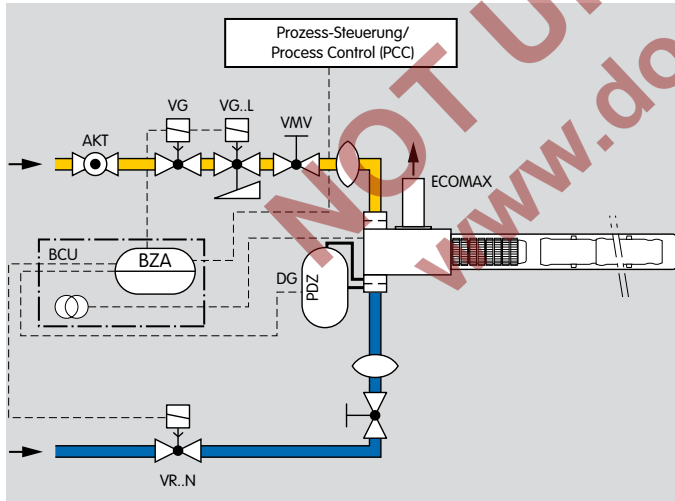 Prozess-Steuerung/
Process Control (PCC)
VG
VG..L
VMV
AKT
ECOMAX
BCU
BZA
DG
PDZ
VR..N
NOT
www.do